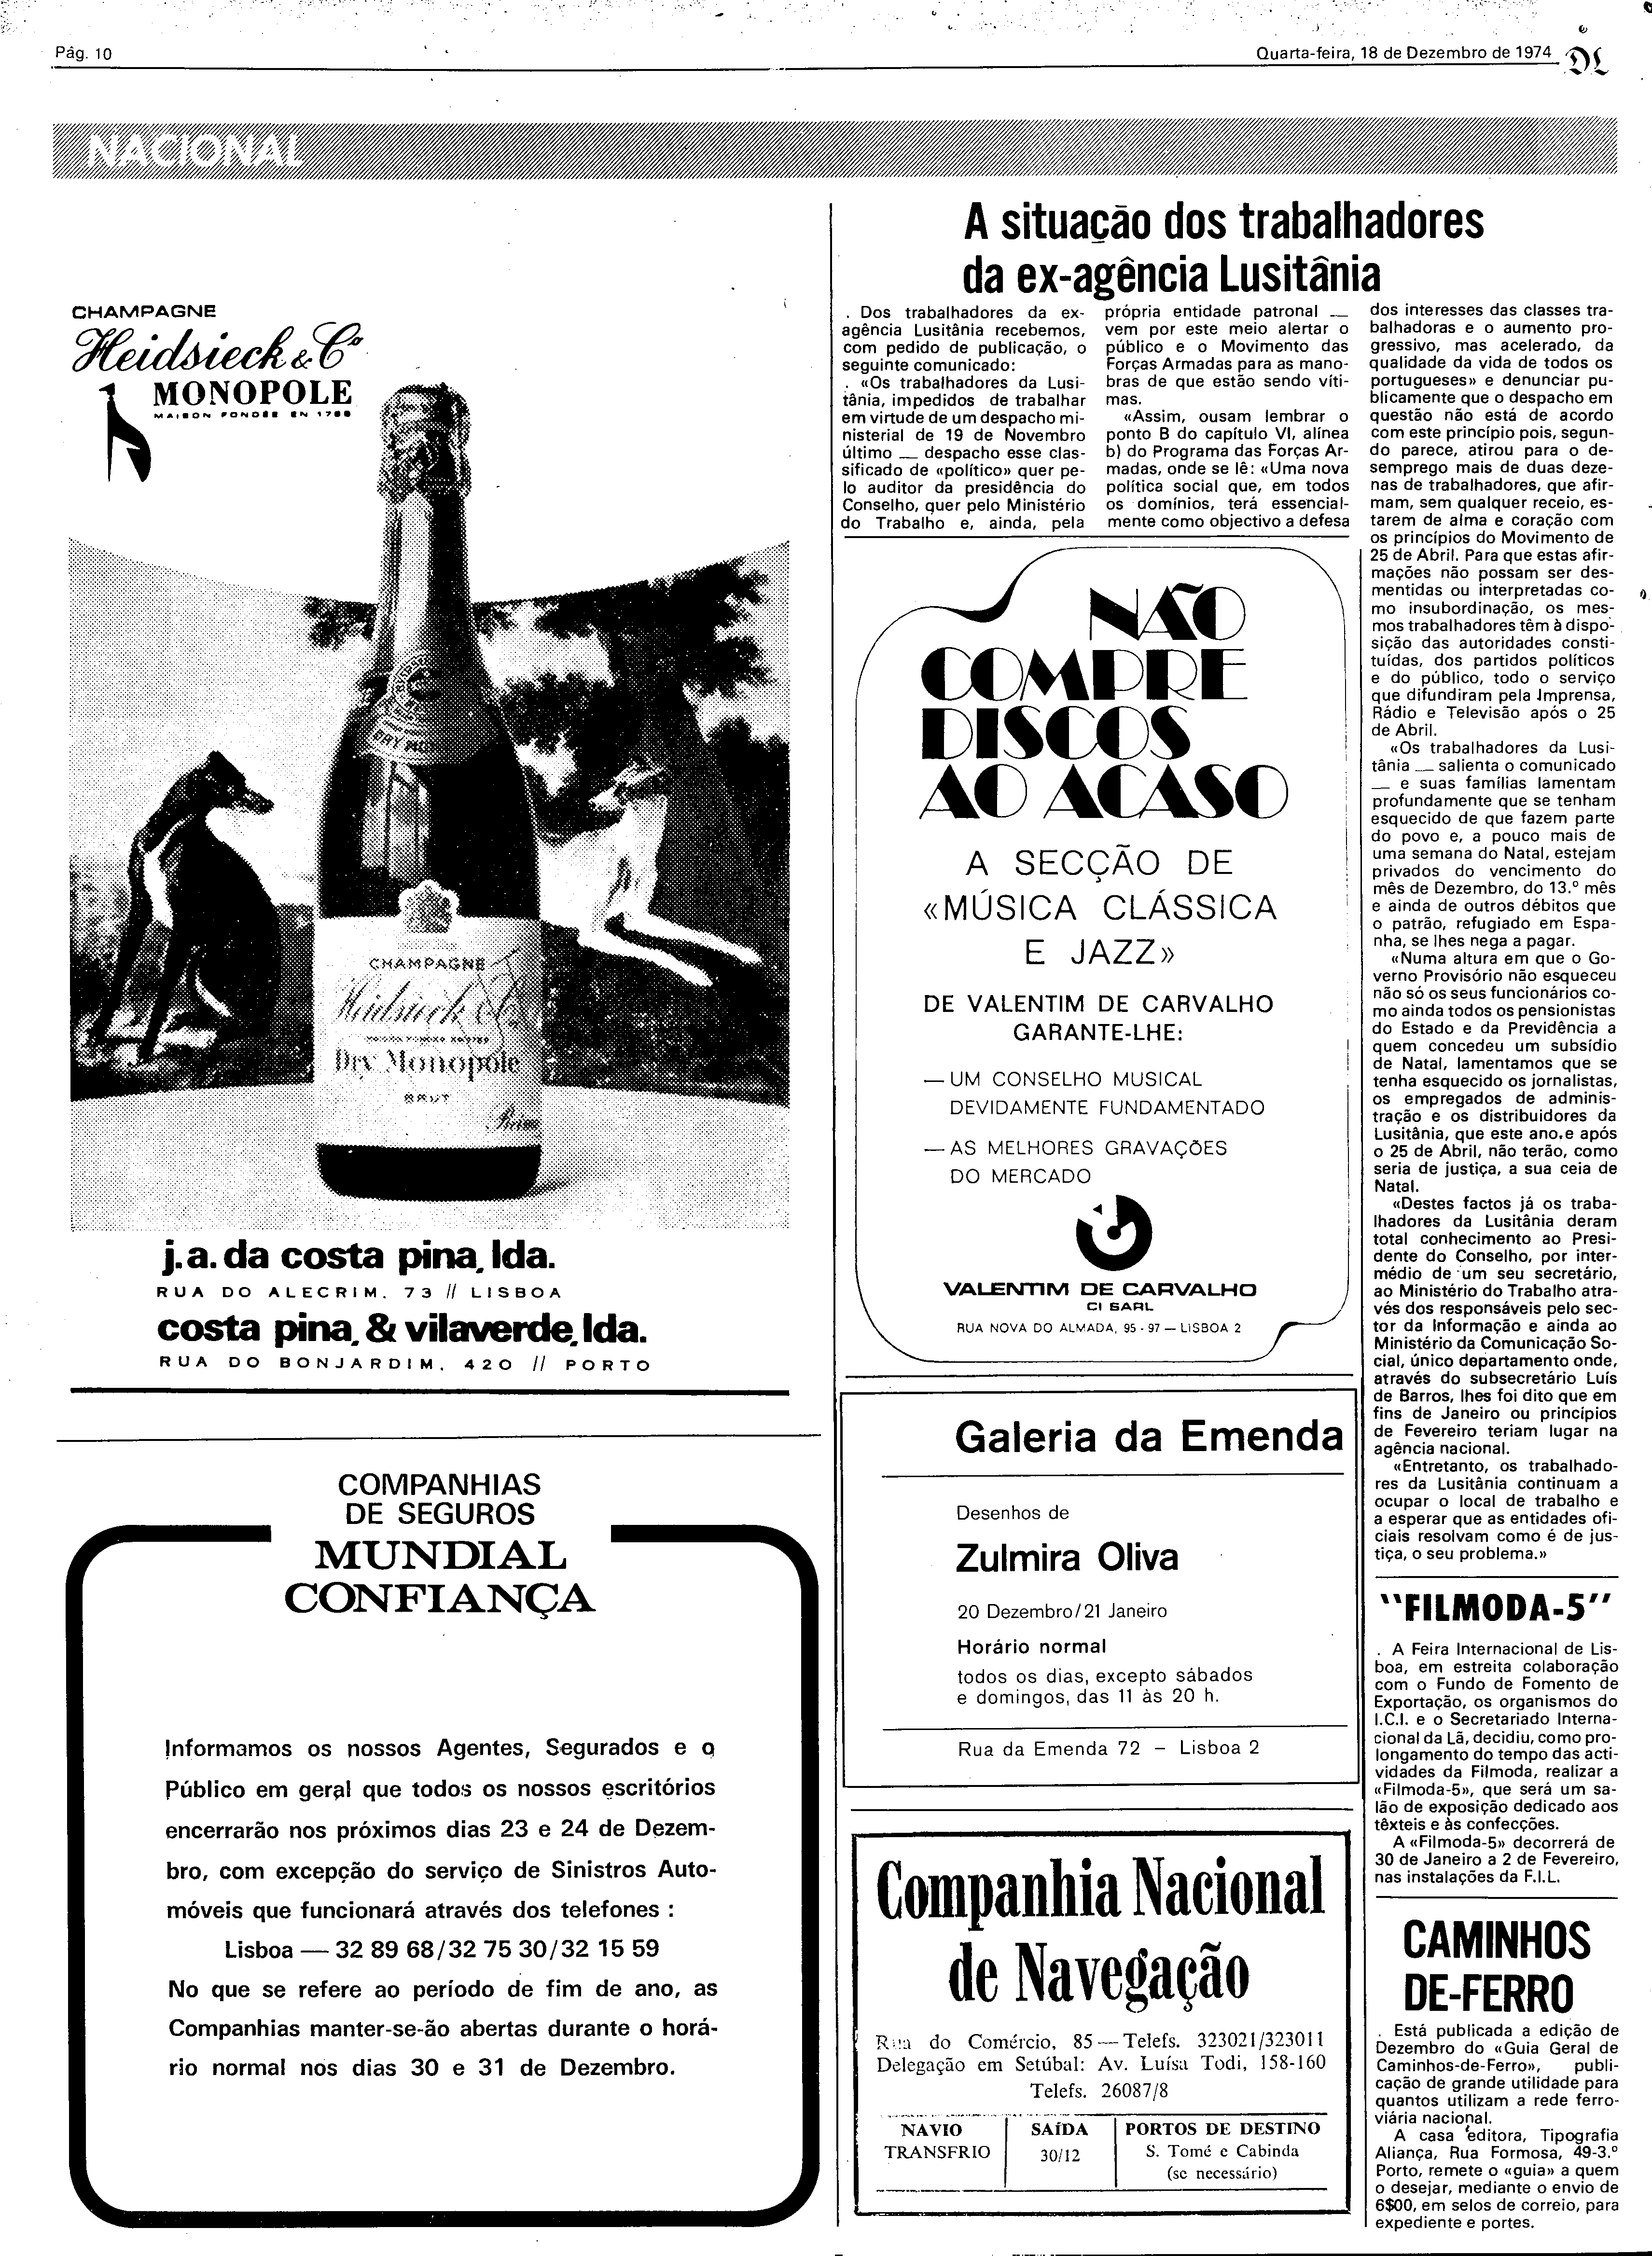 Pág. 10
Quarta-feira, 18 de Dezembro de 1974
DL
NACIONAL
CHAMPAGNE
Heidsieck & Cº
MONOPOLE
MAISON FONDÉE EN 1785
CHAMPAGNE
Heidsieck & Co.
Dry Monopole
BRUT
j.a. da costa pina, lda.
RUA DO ALECRIM. 73 // LISBOA
costa pina, & vilaverde, lda.
RUA DO BONJARDIM, 420 // PORTO
COMPANHIAS
DE SEGUROS
MUNDIAL
CONFIANÇA
Informamos os nossos Agentes, Segurados e o
Público em geral que todos os nossos escritórios
encerrarão nos próximos dias 23 e 24 de Dezem-
bro, com excepção do serviço de Sinistros Auto-
móveis que funcionará através dos telefones :
Lisboa — 32 89 68/32 75 30/32 15 59
No que se refere ao período de fim de ano, as
Companhias manter-se-ão abertas durante o horá-
rio normal nos dias 30 e 31 de Dezembro.
A situação dos trabalhadores
da ex-agência Lusitânia
. Dos trabalhadores da ex-
agência Lusitânia recebemos,
com pedido de publicação, o
seguinte comunicado:
. «Os trabalhadores da Lusi-
tânia, impedidos de trabalhar
em virtude de um despacho mi-
nisterial de 19 de Novembro
último — despacho esse clas-
sificado de «político» quer pe-
lo auditor da presidência do
Conselho, quer pelo Ministério
do Trabalho e, ainda, pela
própria entidade patronal —
vem por este meio alertar o
público e o Movimento das
Forças Armadas para as mano-
bras de que estão sendo víti-
mas.
«Assim, ousam lembrar o
ponto B do capítulo VI, alínea
b) do Programa das Forças Ar-
madas, onde se lê: «Uma nova
política social que, em todos
os domínios, terá essencial-
mente como objectivo a defesa
dos interesses das classes tra-
balhadoras e o aumento pro-
gressivo, mas acelerado, da
qualidade da vida de todos os
portugueses» e denunciar pu-
blicamente que o despacho em
questão não está de acordo
com este princípio pois, segun-
do parece, atirou para o de-
semprego mais de duas deze-
nas de trabalhadores, que afir-
mam, sem qualquer receio, es-
tarem de alma e coração com
os princípios do Movimento de
25 de Abril. Para que estas afir-
mações não possam ser des-
mentidas ou interpretadas co-
mo insubordinação, os mes-
mos trabalhadores têm à dispo-
sição das autoridades consti-
tuídas, dos partidos políticos
e do público, todo o serviço
que difundiram pela Imprensa,
Rádio e Televisão após o 25
de Abril.
«Os trabalhadores da Lusi-
tânia — salienta o comunicado
— e suas famílias lamentam
profundamente que se tenham
esquecido de que fazem parte
do povo e, a pouco mais de
uma semana do Natal, estejam
privados do vencimento do
mês de Dezembro, do 13.º mês
e ainda de outros débitos que
o patrão, refugiado em Espa-
nha, se lhes nega a pagar.
«Numa altura em que o Go-
verno Provisório não esqueceu
não só os seus funcionários co-
mo ainda todos os pensionistas
do Estado e da Previdência a
quem concedeu um subsídio
de Natal, lamentamos que se
tenha esquecido os jornalistas,
os empregados de adminis-
tração e os distribuidores da
Lusitânia, que este ano.e após
o 25 de Abril, não terão, como
seria de justiça, a sua ceia de
Natal.
«Destes factos já os traba-
lhadores da Lusitânia deram
total conhecimento ao Presi-
dente do Conselho, por inter-
médio de um seu secretário,
ao Ministério do Trabalho atra-
vés dos responsáveis pelo sec-
tor da Informação e ainda ao
Ministério da Comunicação So-
cial, único departamento onde,
através do subsecretário Luís
de Barros, lhes foi dito que em
fins de Janeiro ou princípios
de Fevereiro teriam lugar na
agência nacional.
«Entretanto, os trabalhado-
res da Lusitânia continuam a
ocupar o local de trabalho e
a esperar que as entidades ofi-
ciais resolvam como é de jus-
tiça, o seu problema.»
NÃO
COMPRE
DISCOS
AO ACASO
A SECÇÃO DE
«MÚSICA CLÁSSICA
E JAZZ»
DE VALENTIM DE CARVALHO
GARANTE-LHE:
— UM CONSELHO MUSICAL
DEVIDAMENTE FUNDAMENTADO
— AS MELHORES GRAVAÇÕES
DO MERCADO
VALENTIM DE CARVALHO
CI SARL
RUA NOVA DO ALMADA, 95 - 97 — LISBOA 2
Galeria da Emenda
Desenhos de
Zulmira Oliva
20 Dezembro/21 Janeiro
Horário normal
todos os dias, excepto sábados
e domingos, das 11 às 20 h.
Rua da Emenda 72 – Lisboa 2
Companhia Nacional
de Navegação
Rua do Comércio, 85 — Telefs. 323021/323011
Delegação em Setúbal: Av. Luísa Todi, 158-160
Telefs. 26087/8
NAVIO SAÍDA PORTOS DE DESTINO
TRANSFRIO 30/12 S. Tomé e Cabinda
(se necessário)
"FILMODA-5"
. A Feira Internacional de Lis-
boa, em estreita colaboração
com o Fundo de Fomento de
Exportação, os organismos do
I.C.I. e o Secretariado Interna-
cional da Lã, decidiu, como pro-
longamento do tempo das acti-
vidades da Filmoda, realizar a
«Filmoda-5», que será um sa-
lão de exposição dedicado aos
têxteis e às confecções.
A «Filmoda-5» decorrerá de
30 de Janeiro a 2 de Fevereiro,
nas instalações da F.I.L.
CAMINHOS
DE-FERRO
. Está publicada a edição de
Dezembro do «Guia Geral de
Caminhos-de-Ferro», publi-
cação de grande utilidade para
quantos utilizam a rede ferro-
viária nacional.
A casa editora, Tipografia
Aliança, Rua Formosa, 49-3.º
Porto, remete o «guia» a quem
o desejar, mediante o envio de
6$00, em selos de correio, para
expediente e portes.